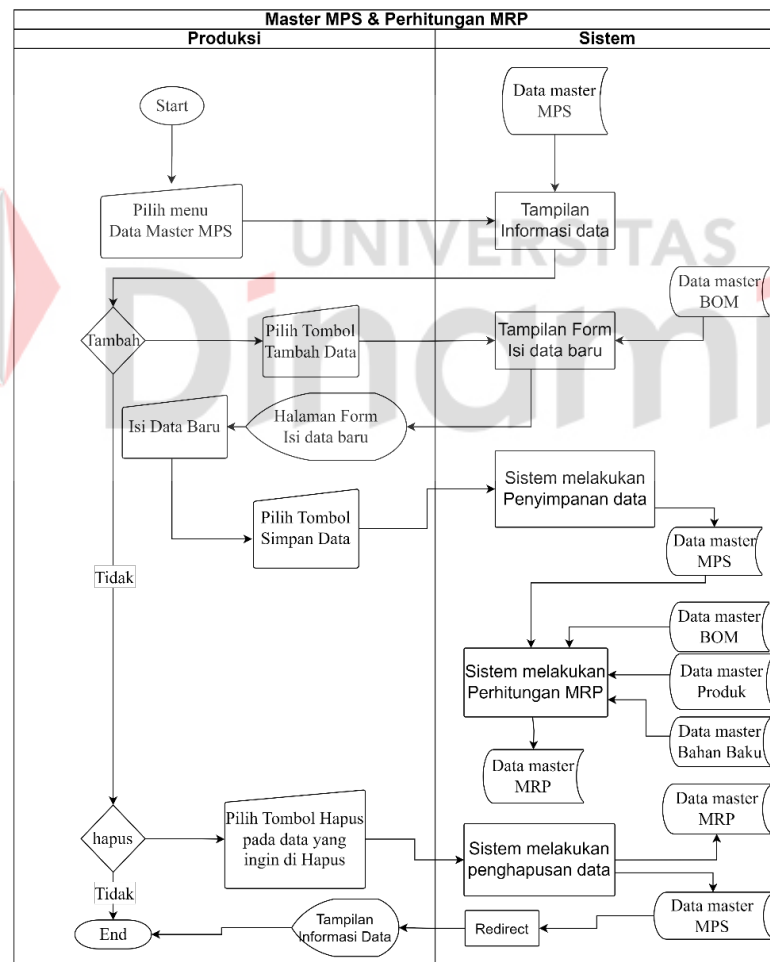 Master MPS & Perhitungan MRP
Produksi
Sistem
Start
Data master
MPS
Pilih menu
Data Master MPS
Tampilan
Informasi data
UNIVERSITAS
Dinami
Data master
BOM
Tambah
Pilih Tombol
Tambah Data
Tampilan Form
Isi data baru
Isi Data Baru
Halaman Form
Isi data baru
Sistem melakukan
Penyimpanan data
Pilih Tombol
Simpan Data
Data master
MPS
Tidak
Data master
BOM
Sistem melakukan
Perhitungan MRP
Data master
Produk
Data master
Bahan Baku
Data master
MRP
Data master
MRP
hapus
Pilih Tombol Hapus
pada data yang
ingin di Hapus
Sistem melakukan
penghapusan data
Tidak
End
Tampilan
Informasi Data
Redirect
Data master
MPS